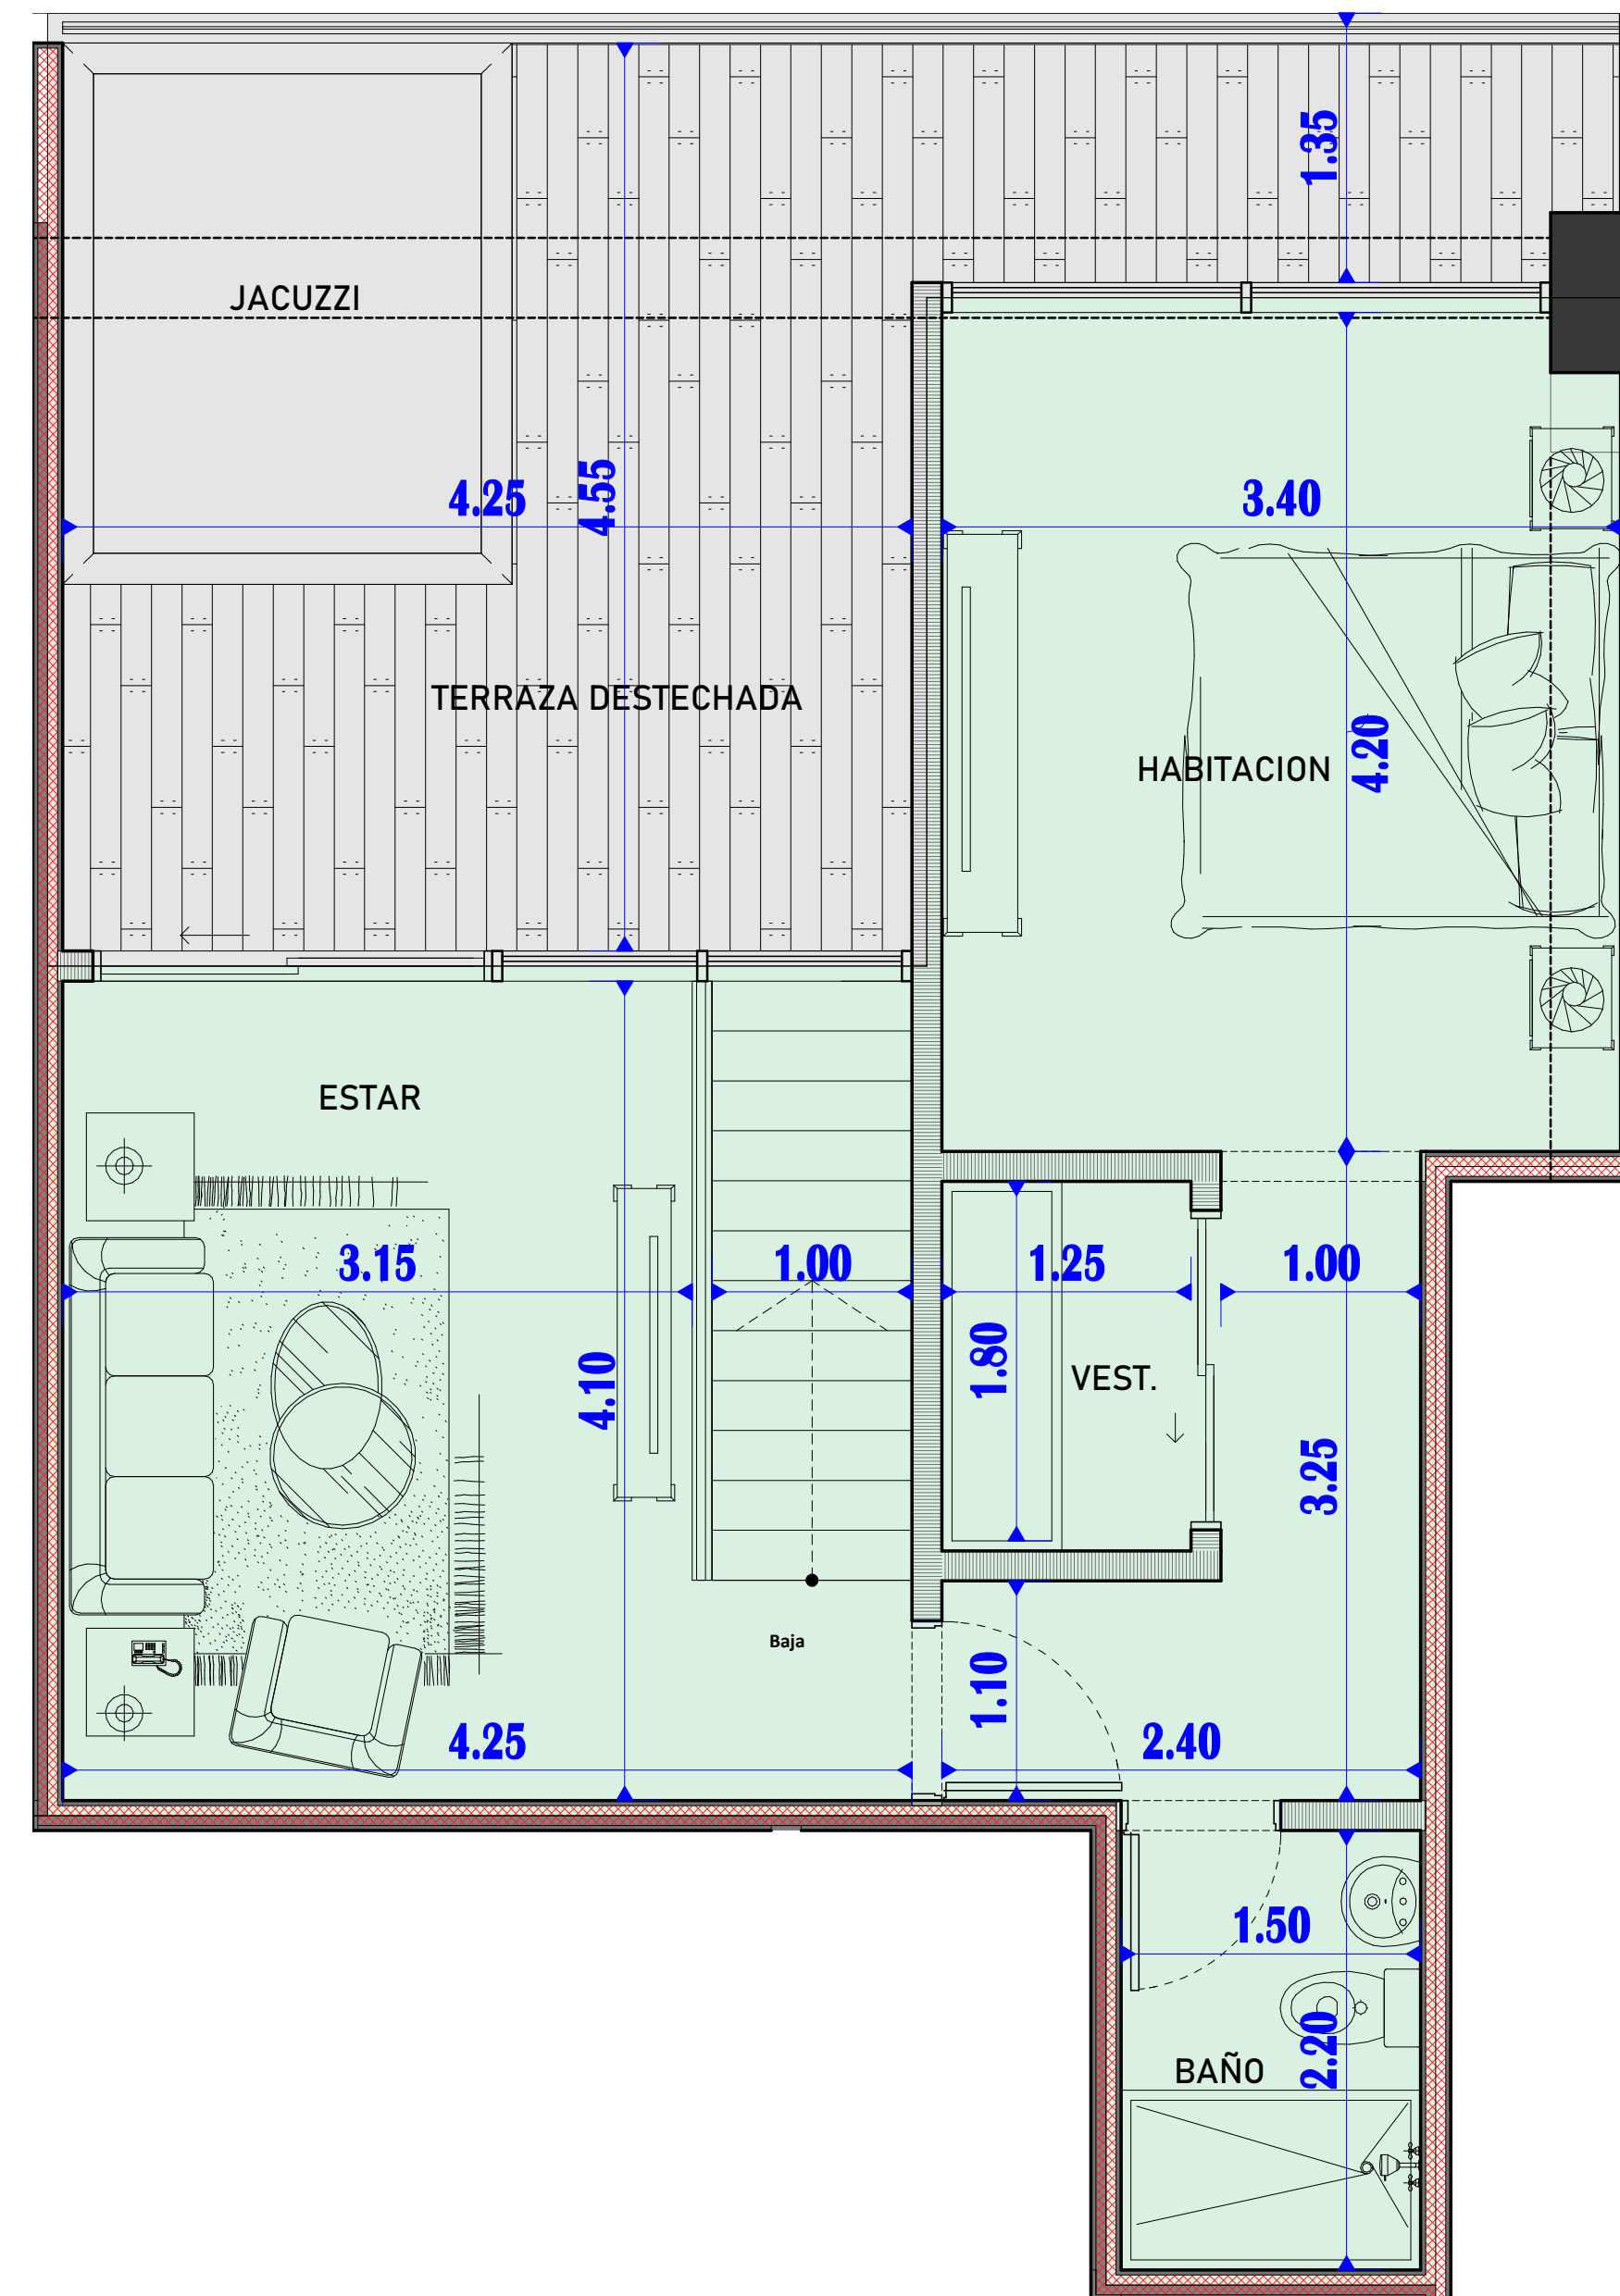 1.35
JACUZZI
4.25
4.55
3.40
TERRAZA DESTECHADA
HABITACION
4.20
ESTAR
3.15
1.00
1.25
1.00
4.10
1.80
VEST.
3.25
Baja
1.10
4.25
2.40
1.50
2.20
BAÑO